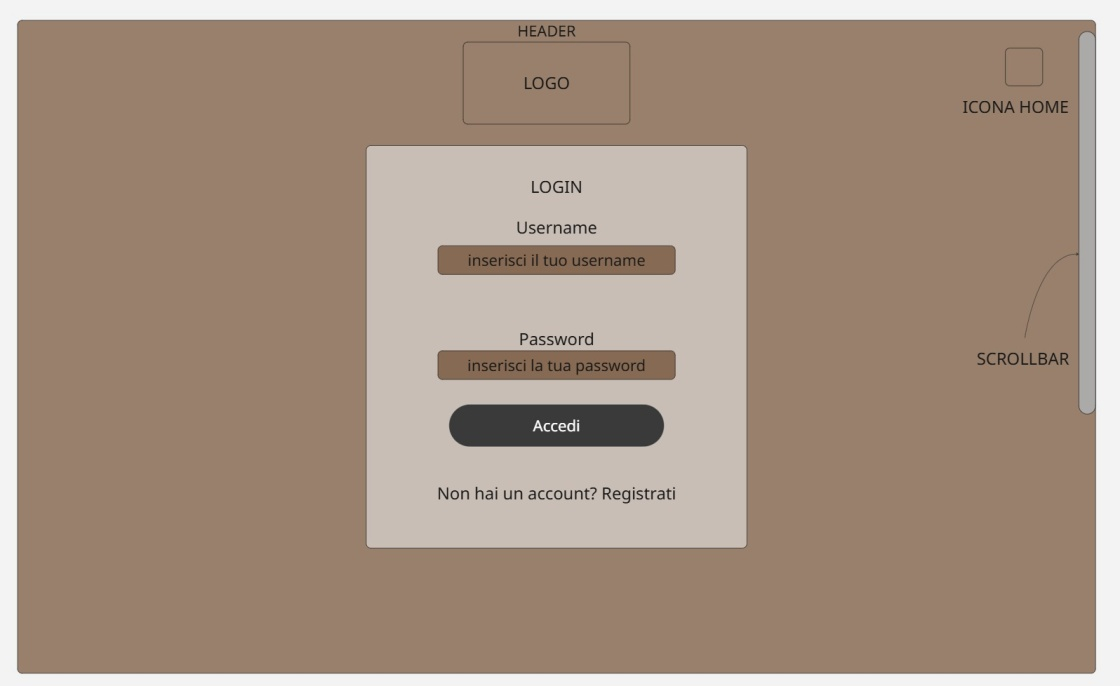 HEADER
LOGO
ICONA HOME
LOGIN
Username
inserisci il tuo username
Password
inserisci la tua password
SCROLLBAR
Accedi
Non hai un account? Registrati